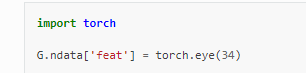 import torch
G.ndata['feat'] = torch.eye(34)